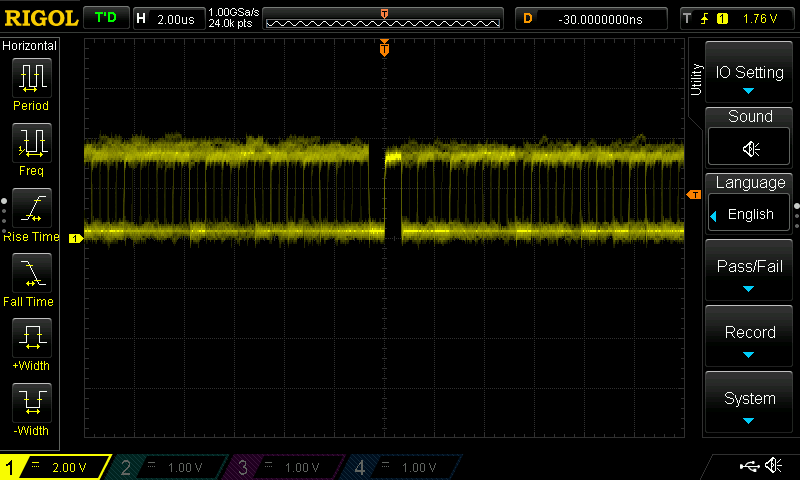 RIGOL T'D H 2.00us 1.00GSa/s 24.0k pts T D -30.0000000ns T 1 1.76 V
Horizontal
Period
Freq
Rise Time
Fall Time
+Width
-Width
T
T
1
Utility
IO Setting
Sound
Language
English
Pass/Fail
Record
System
1 2.00 V 2 1.00 V 3 1.00 V 4 1.00 V